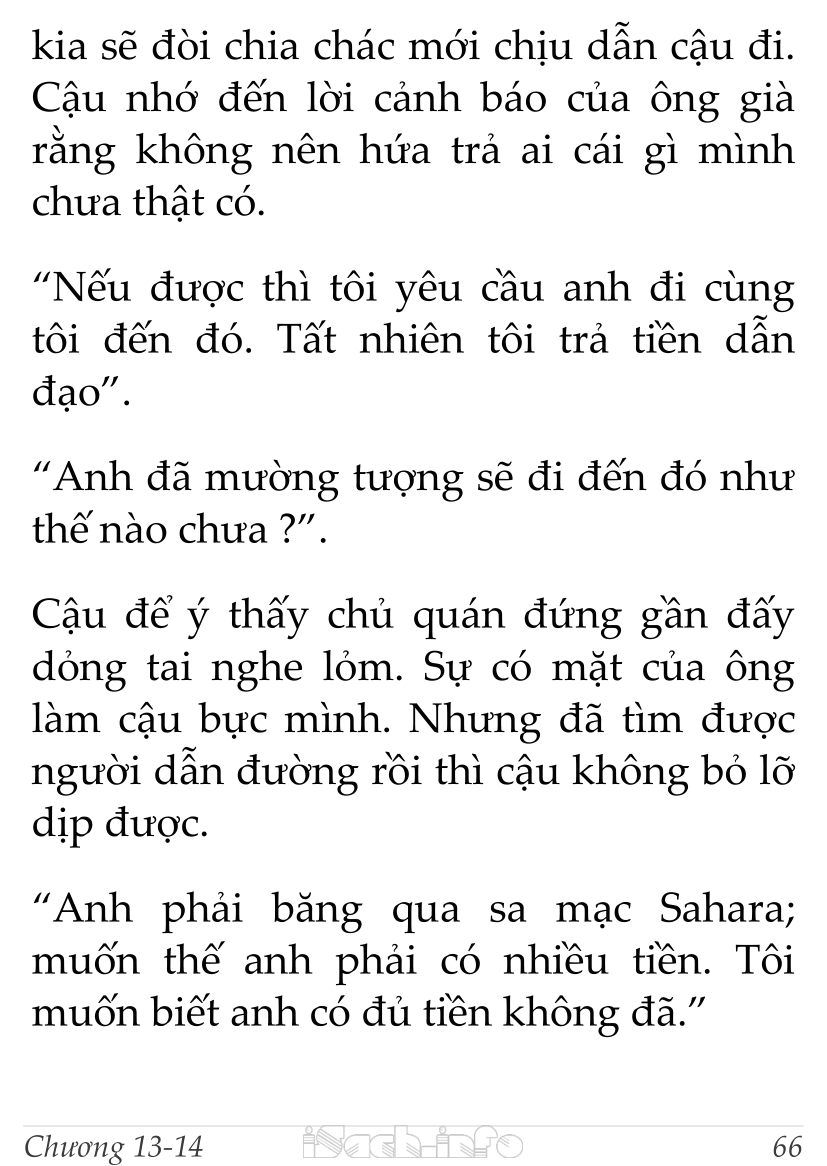 kia sẽ đòi chia chác mới chịu dẫn cậu đi.
Cậu nhớ đến lời cảnh báo của ông già
rằng không nên hứa trả ai cái gì mình
chưa thật có.
“Nếu được thì tôi yêu cầu anh đi cùng
tôi đến đó. Tất nhiên tôi trả tiền dẫn
đạo”.
“Anh đã mường tượng sẽ đi đến đó như
thế nào chưa ?”.
Cậu để ý thấy chủ quán đứng gần đấy
dỏng tai nghe lỏm. Sự có mặt của ông
làm cậu bực mình. Nhưng đã tìm được
người dẫn đường rồi thì cậu không bỏ lỡ
dịp được.
“Anh phải băng qua sa mạc Sahara;
muốn thế anh phải có nhiều tiền. Tôi
muốn biết anh có đủ tiền không đã.”
Chương 13-14 iSach.info 66